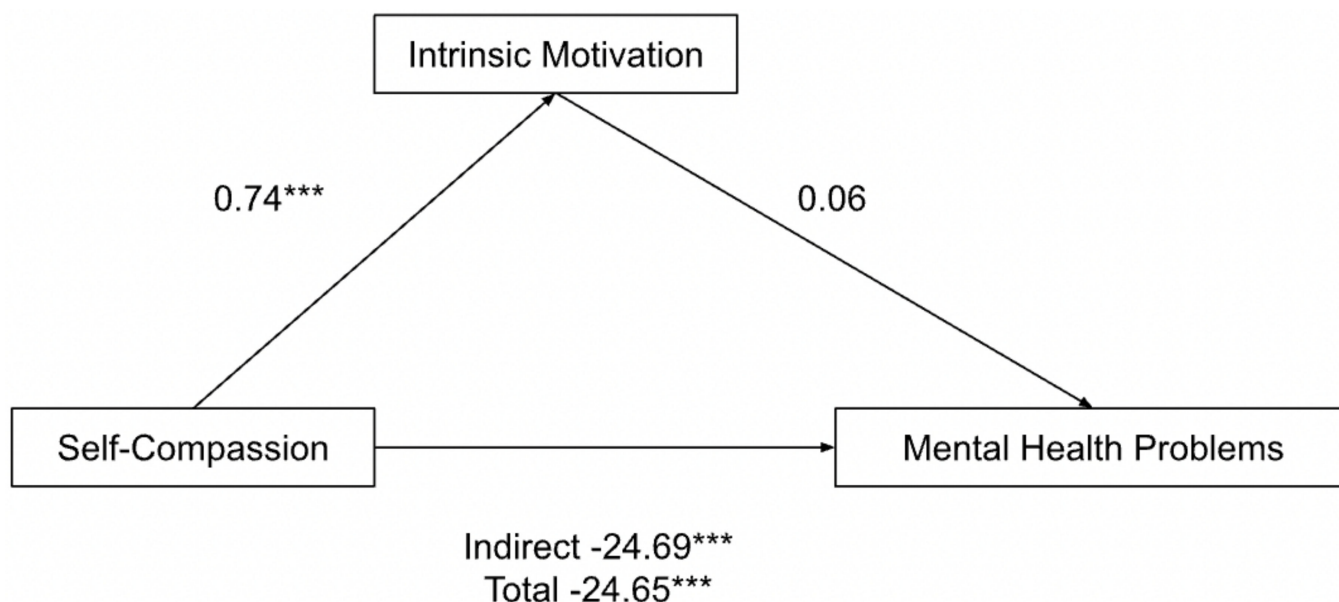 Intrinsic Motivation
0.74***
0.06
Self-Compassion
Mental Health Problems
Indirect -24.69***
Total -24.65***